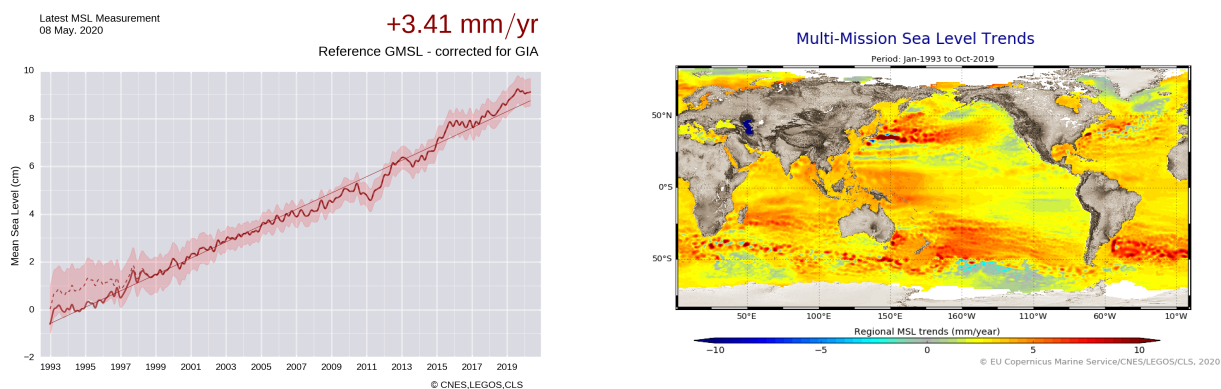 Latest MSL Measurement
08 May. 2020
+3.41 mm/yr
Reference GMSL - corrected for GIA
Mean Sea Level (cm)
10
8
6
4
2
0
−2
1993
1995
1997
1999
2001
2003
2005
2007
2009
2011
2013
2015
2017
2019
© CNES,LEGOS,CLS
Multi-Mission Sea Level Trends
Period: Jan-1993 to Oct-2019
50°N
0°S
50°S
50°E
100°E
150°E
160°W
110°W
60°W
10°W
Regional MSL trends (mm/year)
−10
−5
0
5
10
© EU Copernicus Marine Service/CNES/LEGOS/CLS, 2020